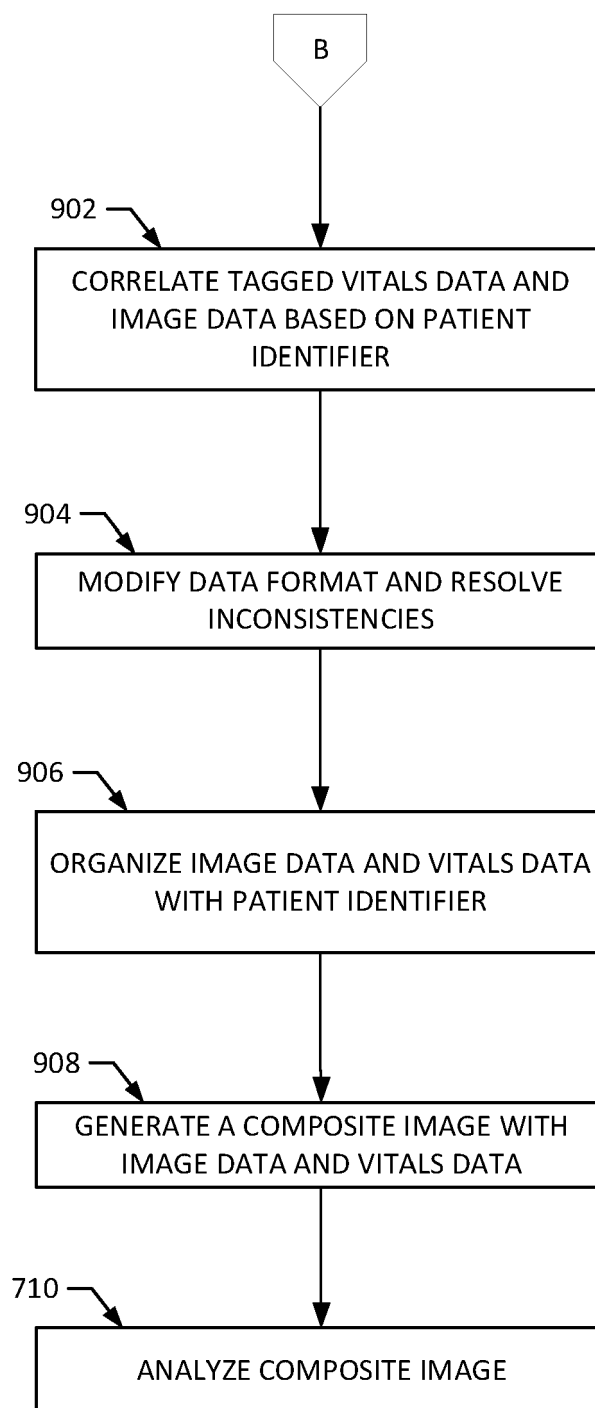 B
902
CORRELATE TAGGED VITALS DATA AND
IMAGE DATA BASED ON PATIENT
IDENTIFIER
904
MODIFY DATA FORMAT AND RESOLVE
INCONSISTENCIES
906
ORGANIZE IMAGE DATA AND VITALS DATA
WITH PATIENT IDENTIFIER
908
GENERATE A COMPOSITE IMAGE WITH
IMAGE DATA AND VITALS DATA
710
ANALYZE COMPOSITE IMAGE